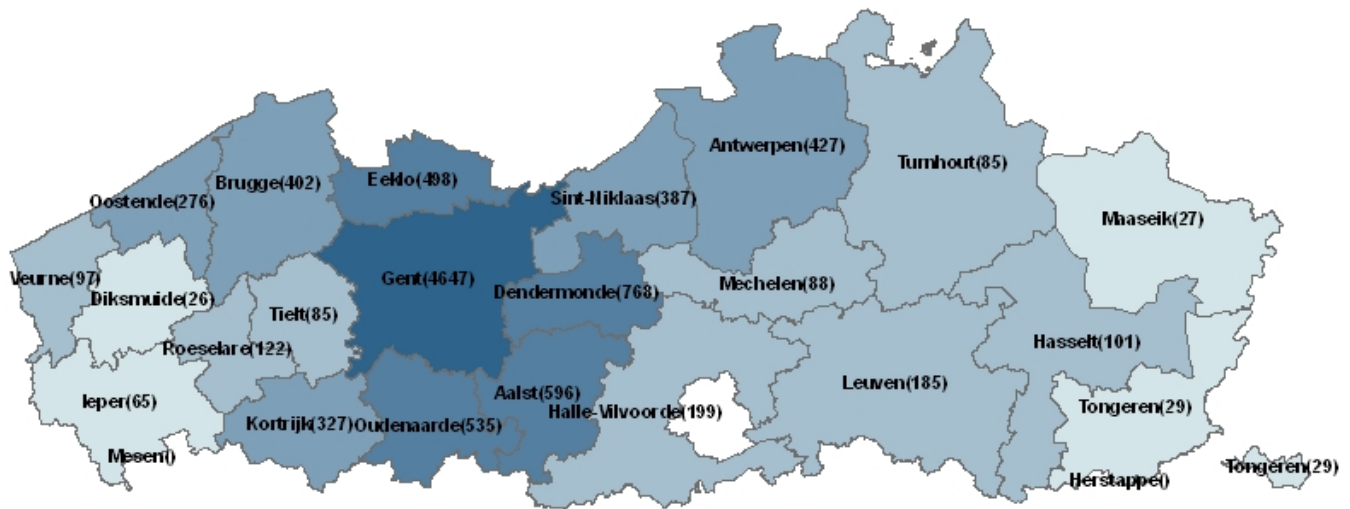 Antwerpen(427)
Turnhout(85)
Eeklo(498)
Brugge(402)
Oostende(276)
Sint-Niklaas(387)
Maaseik(27)
Veurne(97)
Diksmuide(26)
Gent(4647)
Dendermonde(768)
Mechelen(88)
Tielt(85)
Roeselare(122)
Hasselt(101)
Ieper(65)
Aalst(596)
Leuven(185)
Halle-Vilvoorde(199)
Tongeren(29)
Kortrijk(327)
Oudenaarde(535)
Mesen()
Tongeren(29)
Herstappe()